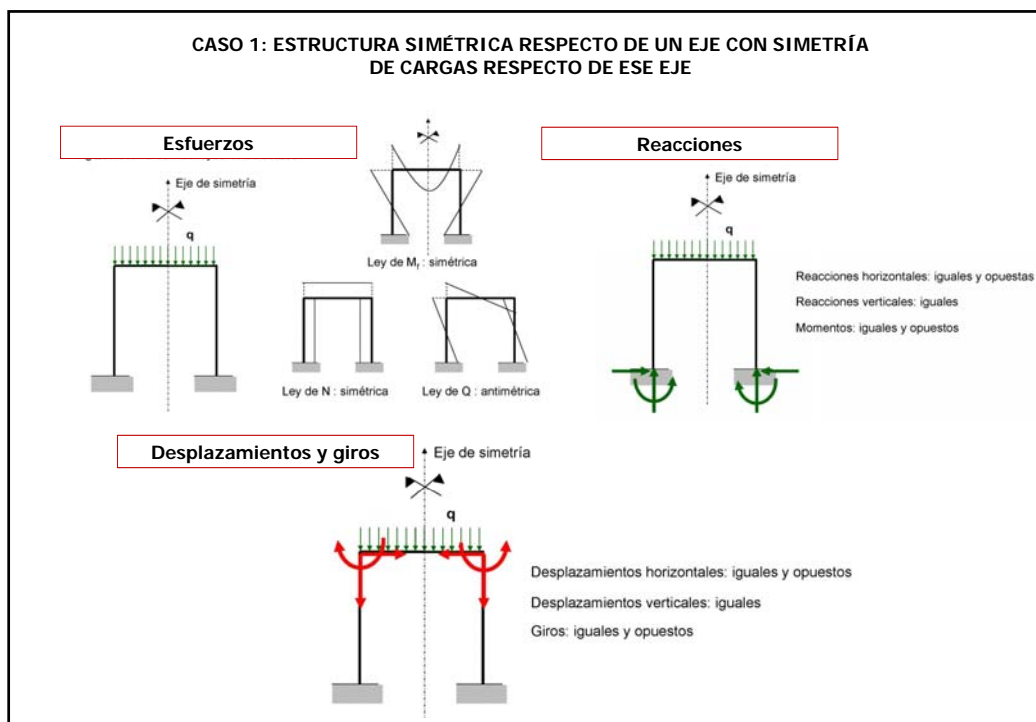 CASO 1: ESTRUCTURA SIMÉTRICA RESPECTO DE UN EJE CON SIMETRÍA
DE CARGAS RESPECTO DE ESE EJE
Esfuerzos
Eje de simetría
q
Ley de Mf : simétrica
Ley de N : simétrica
Ley de Q : antimétrica
Reacciones
Eje de simetría
q
Reacciones horizontales: iguales y opuestas
Reacciones verticales: iguales
Momentos: iguales y opuestos
Desplazamientos y giros
Eje de simetría
q
Desplazamientos horizontales: iguales y opuestos
Desplazamientos verticales: iguales
Giros: iguales y opuestos